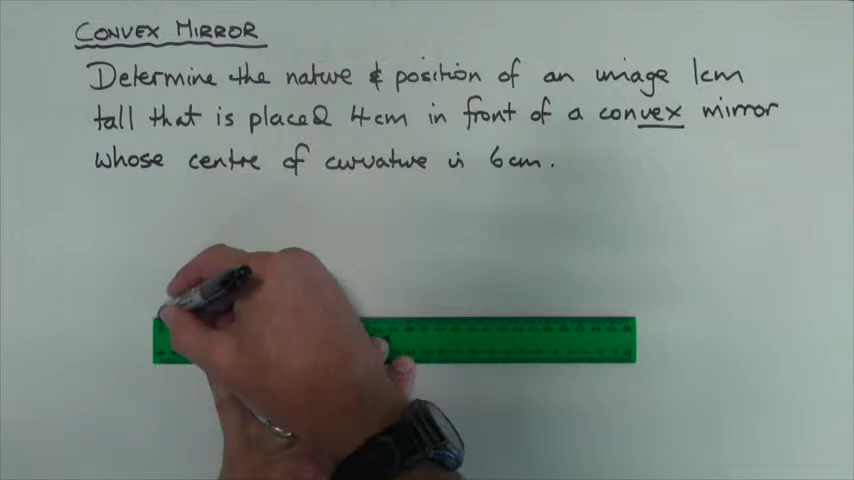 CONVEX MIRROR
Determine the nature & position of an image 1cm
tall that is placed 4cm in front of a convex mirror
whose centre of curvature is 6cm.